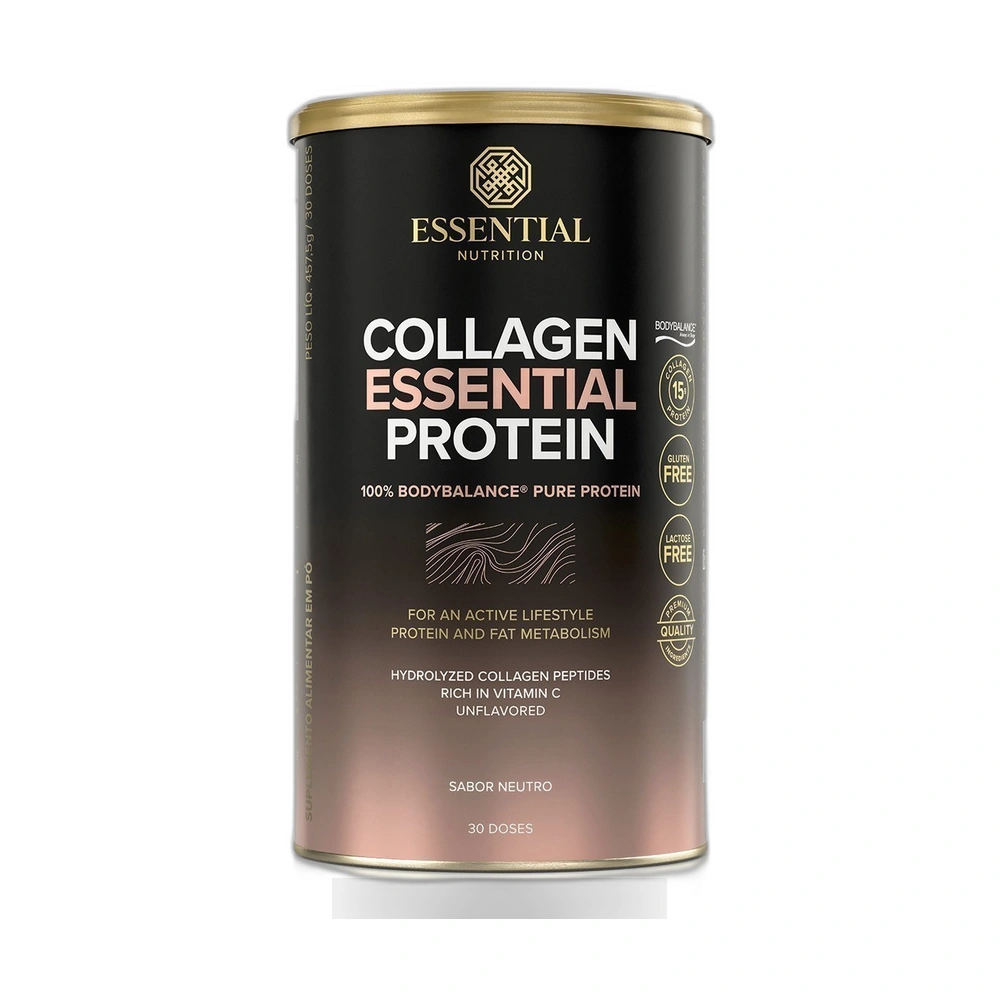 ESSENTIAL
NUTRITION
COLLAGEN
ESSENTIAL
PROTEIN
100% BODYBALANCE® PURE PROTEIN
FOR AN ACTIVE LIFESTYLE
PROTEIN AND FAT METABOLISM
HYDROLYZED COLLAGEN PEPTIDES
RICH IN VITAMIN C
UNFLAVORED
SABOR NEUTRO
30 DOSES
PESO LÍQ. 457,5g / 30 DOSES
SUPLEMENTO ALIMENTAR EM PÓ
BODYBALANCE®
COLLAGEN
15g
PROTEIN
GLUTEN
FREE
LACTOSE
FREE
PREMIUM
QUALITY
INGREDIENTS